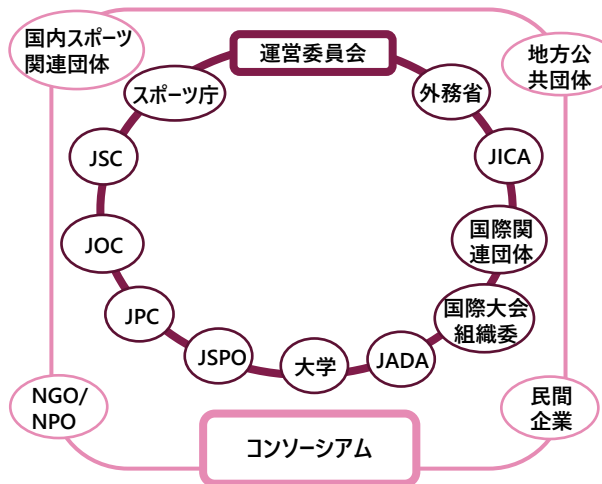 国内スポーツ
関連団体
運営委員会
地方公
共団体
スポーツ庁
外務省
JSC
JICA
JOC
国際関
連団体
JPC
国際大会
組織委
JSPO
大学
JADA
NGO/
NPO
民間
企業
コンソーシアム